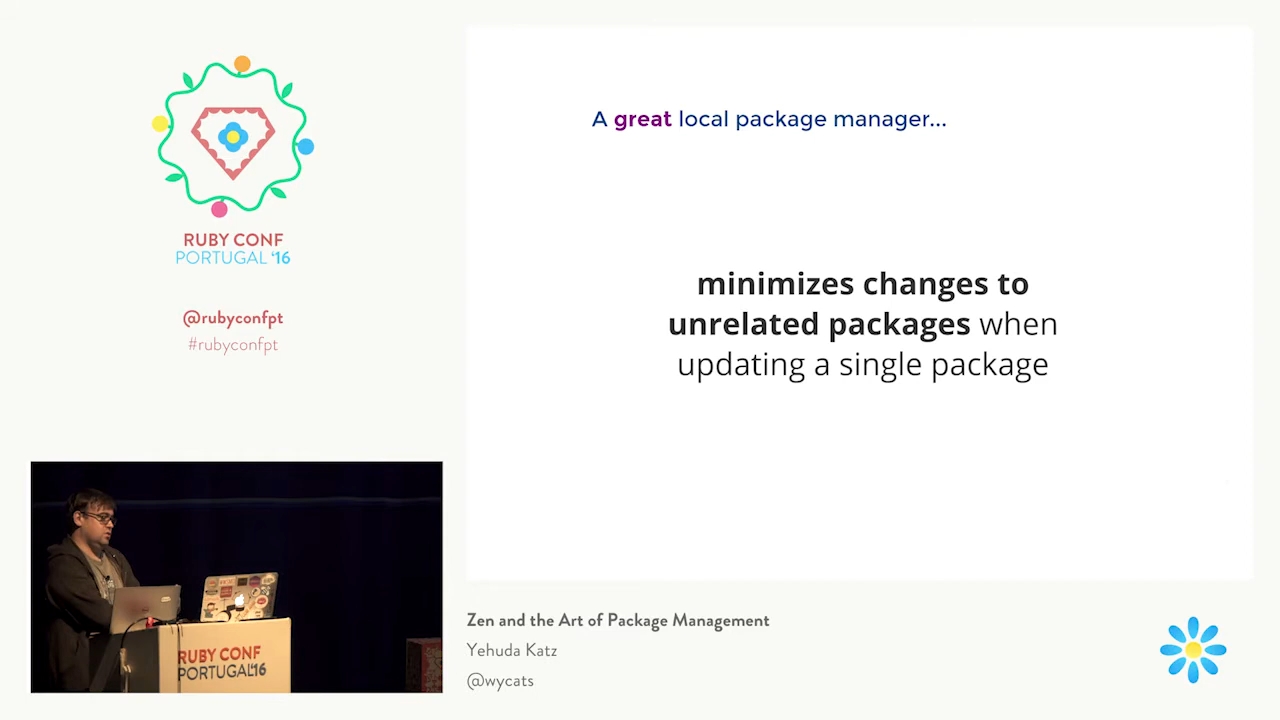 RUBY CONF
PORTUGAL '16
@rubyconfpt
#rubyconfpt
A great local package manager...
minimizes changes to
unrelated packages when
updating a single package
RUBY CONF
PORTUGAL'16
Zen and the Art of Package Management
Yehuda Katz
@wycats